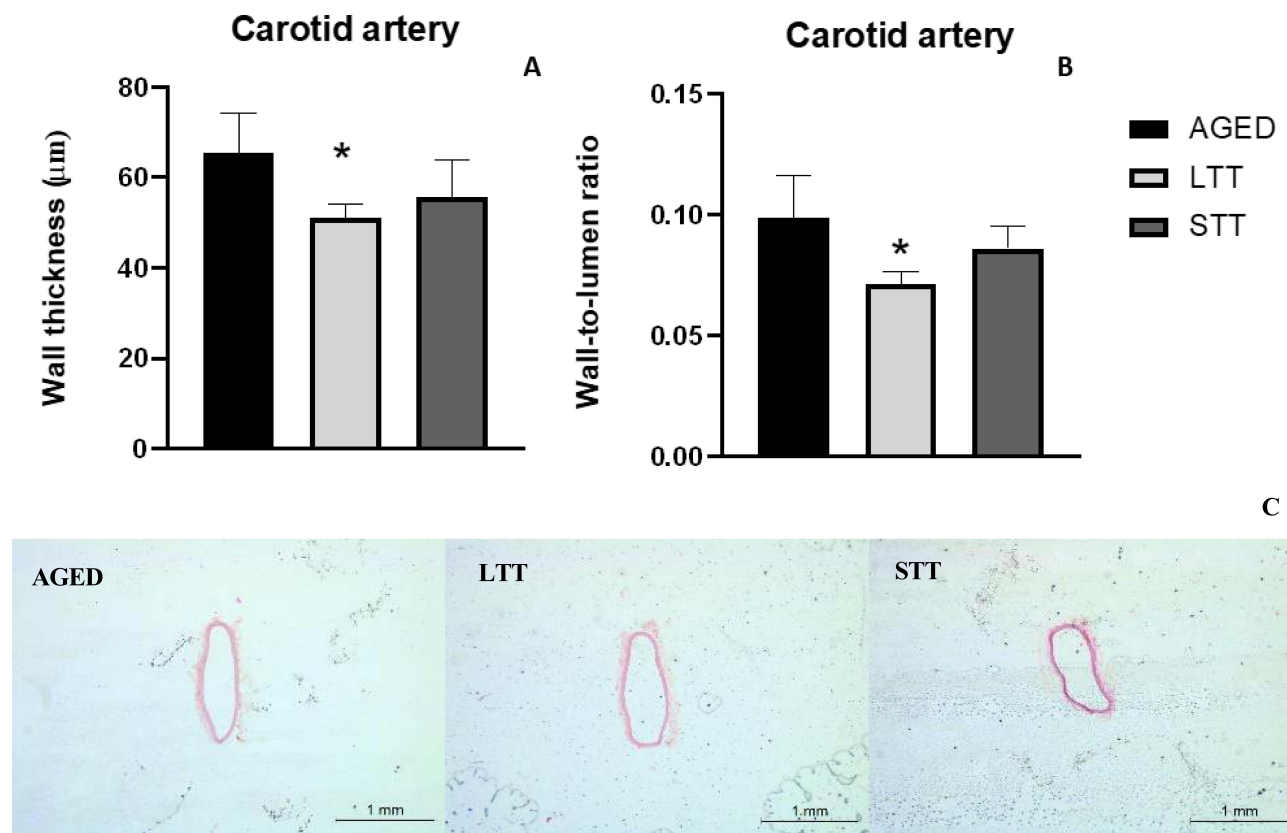 Carotid artery
A
Wall thickness (μm)
80
60
40
20
0
*
Carotid artery
B
Wall-to-lumen ratio
0.15
0.10
0.05
0.00
*
AGED
LTT
STT
C
AGED
1 mm
LTT
1 mm
STT
1 mm